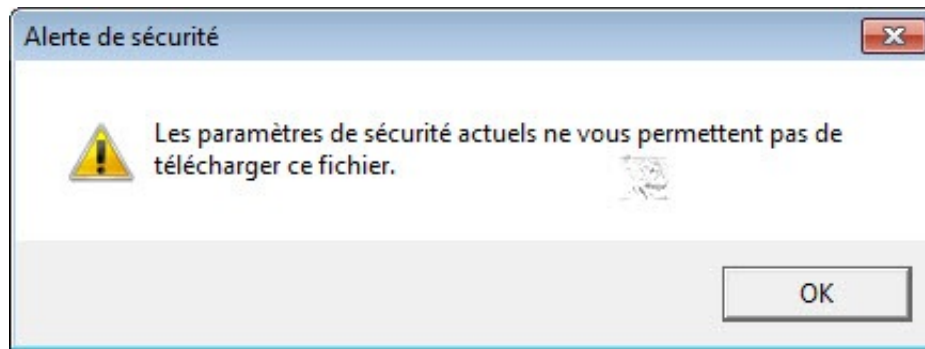 Alerte de sécurité
Les paramètres de sécurité actuels ne vous permettent pas de
télécharger ce fichier.
OK